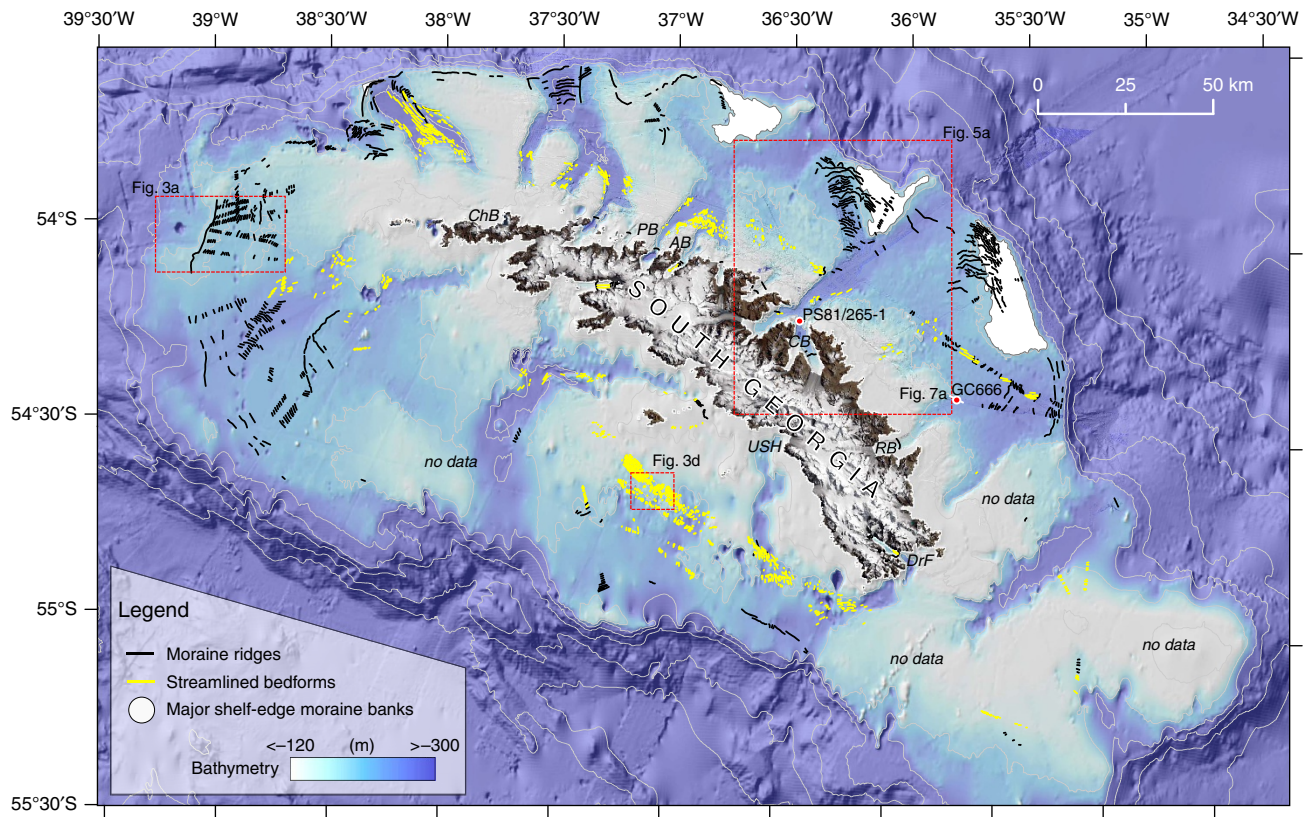 39°30'W 39°W 38°30'W 38°W 37°30'W 37°W 36°30'W 36°W 35°30'W 35°W 34°30'W
0 25 50 km
Fig. 5a
Fig. 3a
54°S
ChB
PB
AB
PS81/265-1
CB
SOUTH GEORGIA
Fig. 7a
GC666
54°30'S
USH
RB
no data
Fig. 3d
no data
DrF
55°S
no data
no data
Legend
Moraine ridges
Streamlined bedforms
Major shelf-edge moraine banks
<–120 (m) >–300
Bathymetry
55°30'S